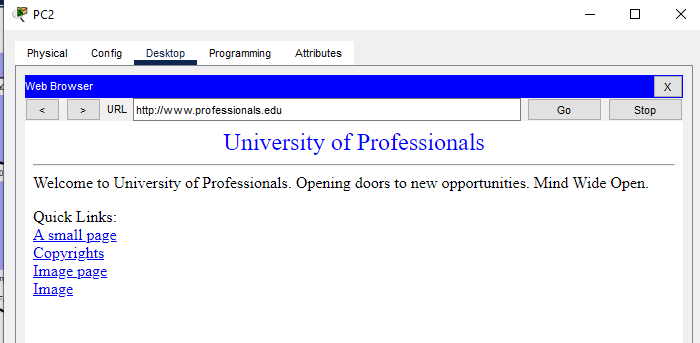 PC2
Physical Config Desktop Programming Attributes
Web Browser X
< > URL http://www.professionals.edu Go Stop
University of Professionals
Welcome to University of Professionals. Opening doors to new opportunities. Mind Wide Open.
Quick Links:
A small page
Copyrights
Image page
Image